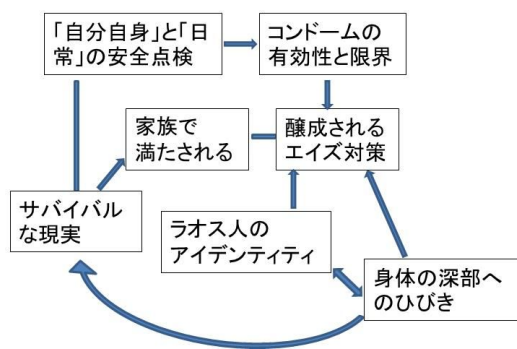 「自分自身」と「日
常」の安全点検
コンドームの
有効性と限界
家族で
満たされる
醸成される
エイズ対策
サバイバル
な現実
ラオス人の
アイデンティティ
身体の深部へ
のひびき